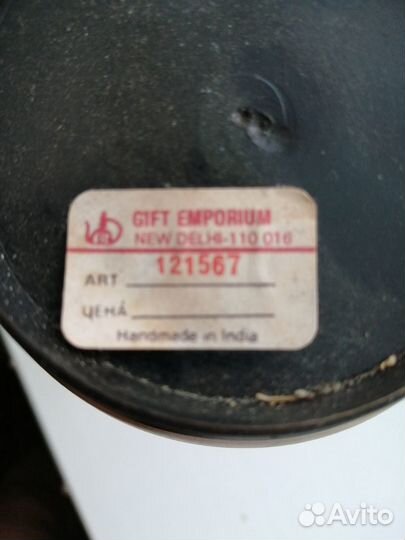 GIFT EMPORIUM
NEW DELHI-110 016
121567
ART
ЦЕНА
Handmade in India
Avito